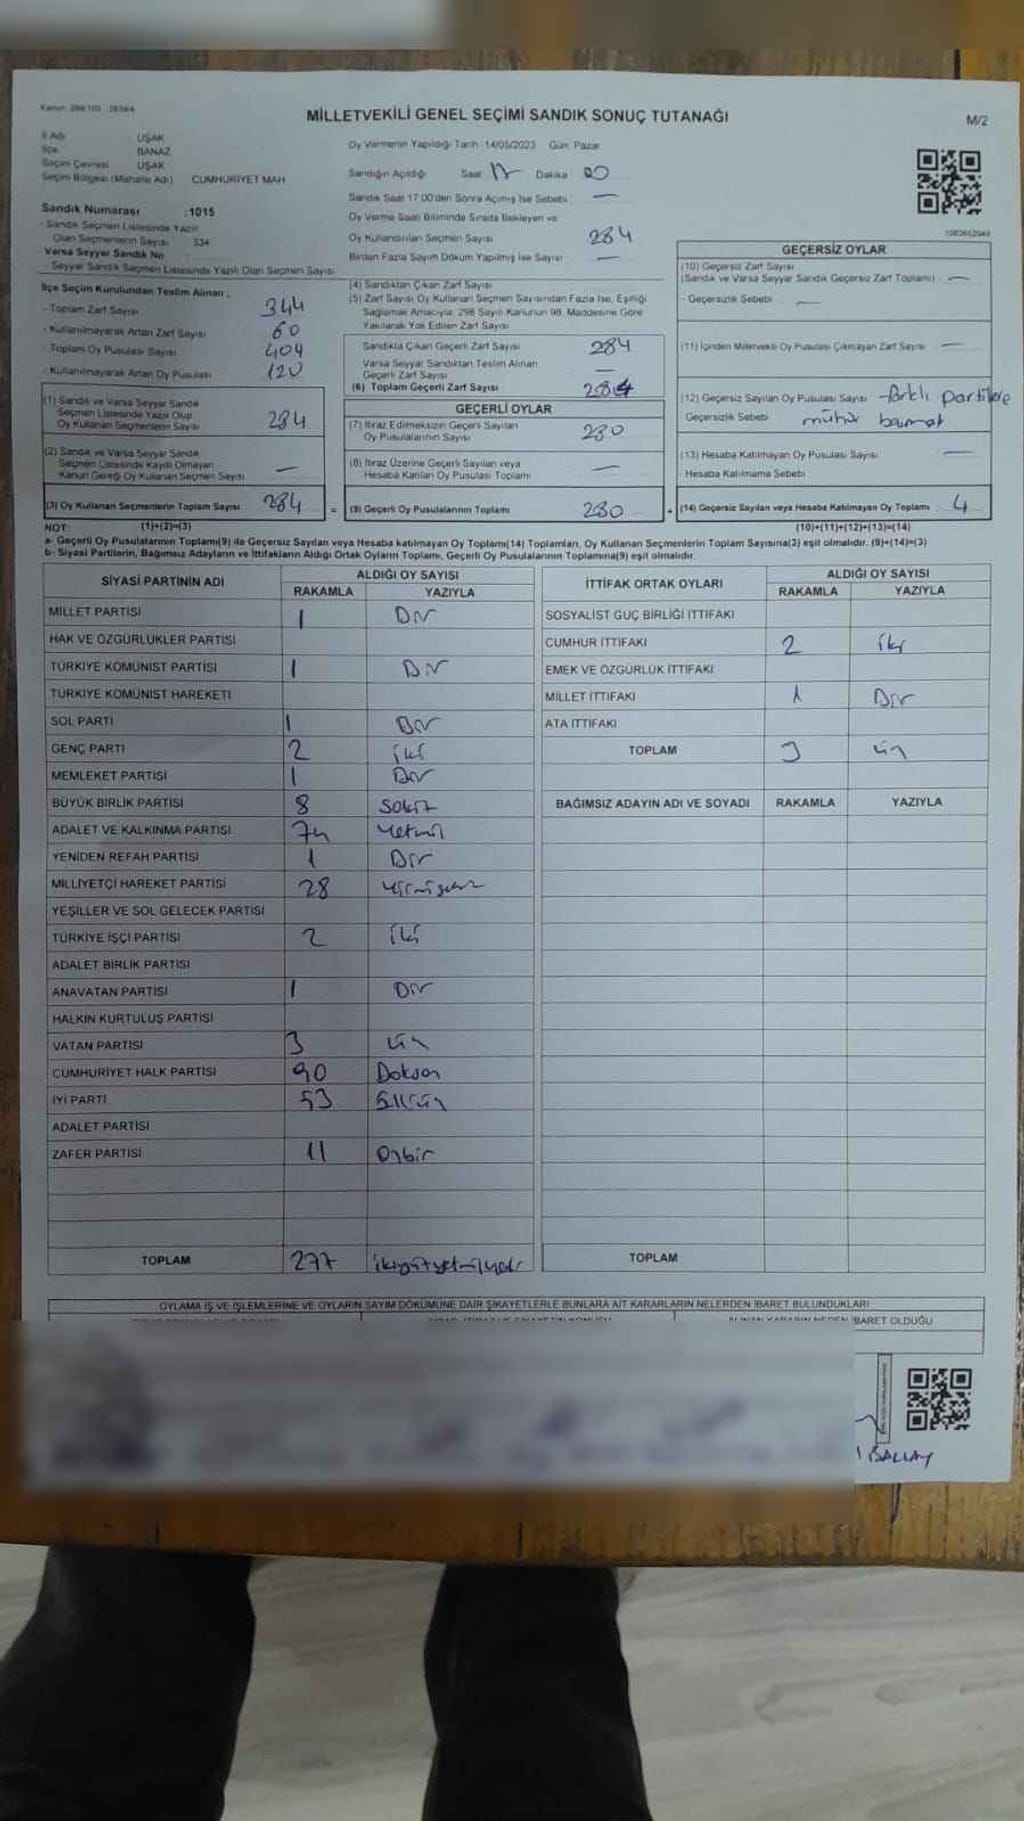 MİLLETVEKİLİ GENEL SEÇİMİ SANDIK SONUÇ TUTANAĞI
M/2
İl Adı UŞAK
İlçe BANAZ
Seçim Çevresi UŞAK
Seçim Bölgesi (Mahalle Adı) CUMHURİYET MAH
Sandık Numarası :1015
Sandık Seçmen Listesinde Yazılı
Olan Seçmenlerin Sayısı 334
Varsa Seyyar Sandık No
- Seyyar Sandık Seçmen Listesinde Yazılı Olan Seçmen Sayısı
Oy Vermenin Yapıldığı Tarih 14/05/2023 Gün Pazar
Sandığın Açıldığı Saat 17 Dakika 00
Sandık Saat 17:00'den Sonra Açılmış İse Sebebi —
Oy Verme Saati Bitiminde Sırada Bekleyen ve
Oy Kullandırılan Seçmen Sayısı 284
Birden Fazla Sayım Döküm Yapılmış İse Sayısı —
İlçe Seçim Kurulundan Teslim Alınan ;
- Toplam Zarf Sayısı 344
- Kullanılmayarak Artan Zarf Sayısı 60
- Toplam Oy Pusulası Sayısı 404
- Kullanılmayarak Artan Oy Pusulası 120
(1) Sandık ve Varsa Seyyar Sandık
Seçmen Listesinde Yazılı Olup
Oy Kullanan Seçmenlerin Sayısı 284
(2) Sandık ve Varsa Seyyar Sandık
Seçmen Listesinde Kaydı Olmayan
Kanun Gereği Oy Kullanan Seçmen Sayısı —
(3) Oy Kullanan Seçmenlerin Toplam Sayısı 284
(4) Sandıktan Çıkan Zarf Sayısı
(5) Zarf Sayısı Oy Kullanan Seçmen Sayısından Fazla İse, Eşitliği
Sağlamak Amacıyla 298 Sayılı Kanunun 98. Maddesine Göre
Yakılarak Yok Edilen Zarf Sayısı
Sandıkta Çıkan Geçerli Zarf Sayısı 284
Varsa Seyyar Sandıktan Teslim Alınan
Geçerli Zarf Sayısı —
(6) Toplam Geçerli Zarf Sayısı 284
GEÇERLİ OYLAR
(7) İtiraz Edilmeksizin Geçerli Sayılan
Oy Pusulalarının Sayısı 280
(8) İtiraz Üzerine Geçerli Sayılan veya
Hesaba Katılan Oy Pusulası Toplamı —
= (9) Geçerli Oy Pusulalarının Toplamı 280
GEÇERSİZ OYLAR
(10) Geçersiz Zarf Sayısı
(Sandık ve Varsa Seyyar Sandık Geçersiz Zarf Toplamı) —
- Geçersizlik Sebebi —
(11) İçinden Milletvekili Oy Pusulası Çıkmayan Zarf Sayısı —
(12) Geçersiz Sayılan Oy Pusulası Sayısı farklı partilere
Geçersizlik Sebebi mühür basmak
(13) Hesaba Katılmayan Oy Pusulası Sayısı —
Hesaba Katılmama Sebebi
+ (14) Geçersiz Sayılan veya Hesaba Katılmayan Oy Toplamı 4
NOT: (1)+(2)=(3) (10)+(11)+(12)+(13)=(14)
a- Geçerli Oy Pusulasının Toplamı(9) ile Geçersiz Sayılan veya Hesaba katılmayan Oy Toplamı(14) Toplamları, Oy Kullanan Seçmenlerin Toplam Sayısına(3) eşit olmalıdır. (9)+(14)=(3)
b- Siyasi Partilerin, Bağımsız Adayların ve İttifakların Aldığı Ortak Oyların Toplamı, Geçerli Oy Pusulalarının Toplamına(9) eşit olmalıdır.
SİYASİ PARTİNİN ADI ALDIĞI OY SAYISI
RAKAMLA YAZIYLA
MİLLET PARTİSİ 1 Bir
HAK VE ÖZGÜRLÜKLER PARTİSİ
TÜRKİYE KOMÜNİST PARTİSİ 1 Bir
TÜRKİYE KOMÜNİST HAREKETİ
SOL PARTİ 1 Bir
GENÇ PARTİ 2 iki
MEMLEKET PARTİSİ 1 Bir
BÜYÜK BİRLİK PARTİSİ 8 sekiz
ADALET VE KALKINMA PARTİSİ 74
YENİDEN REFAH PARTİSİ 1 Bir
MİLLİYETÇİ HAREKET PARTİSİ 28 yirmisekiz
YEŞİLLER VE SOL GELECEK PARTİSİ
TÜRKİYE İŞÇİ PARTİSİ 2 iki
ADALET BİRLİK PARTİSİ
ANAVATAN PARTİSİ 1 Bir
HALKIN KURTULUŞ PARTİSİ
VATAN PARTİSİ 3 üç
CUMHURİYET HALK PARTİSİ 90 Doksan
İYİ PARTİ 53 Elliüç
ADALET PARTİSİ
ZAFER PARTİSİ 11 Onbir
TOPLAM 277 ikiyüzyetmişyedi
İTTİFAK ORTAK OYLARI ALDIĞI OY SAYISI
RAKAMLA YAZIYLA
SOSYALİST GÜÇ BİRLİĞİ İTTİFAKI
CUMHUR İTTİFAKI 2 iki
EMEK VE ÖZGÜRLÜK İTTİFAKI
MİLLET İTTİFAKI 1 Bir
ATA İTTİFAKI
TOPLAM 3 üç
BAĞIMSIZ ADAYIN ADI VE SOYADI RAKAMLA YAZIYLA
TOPLAM
OYLAMA İŞ VE İŞLEMLERİNE VE OYLARIN SAYIM DÖKÜMÜNE DAİR ŞİKAYETLERLE BUNLARA AİT KARARLARIN NELERDEN İBARET BULUNDUKLARI
İBARET OLDUĞU
BALLAY